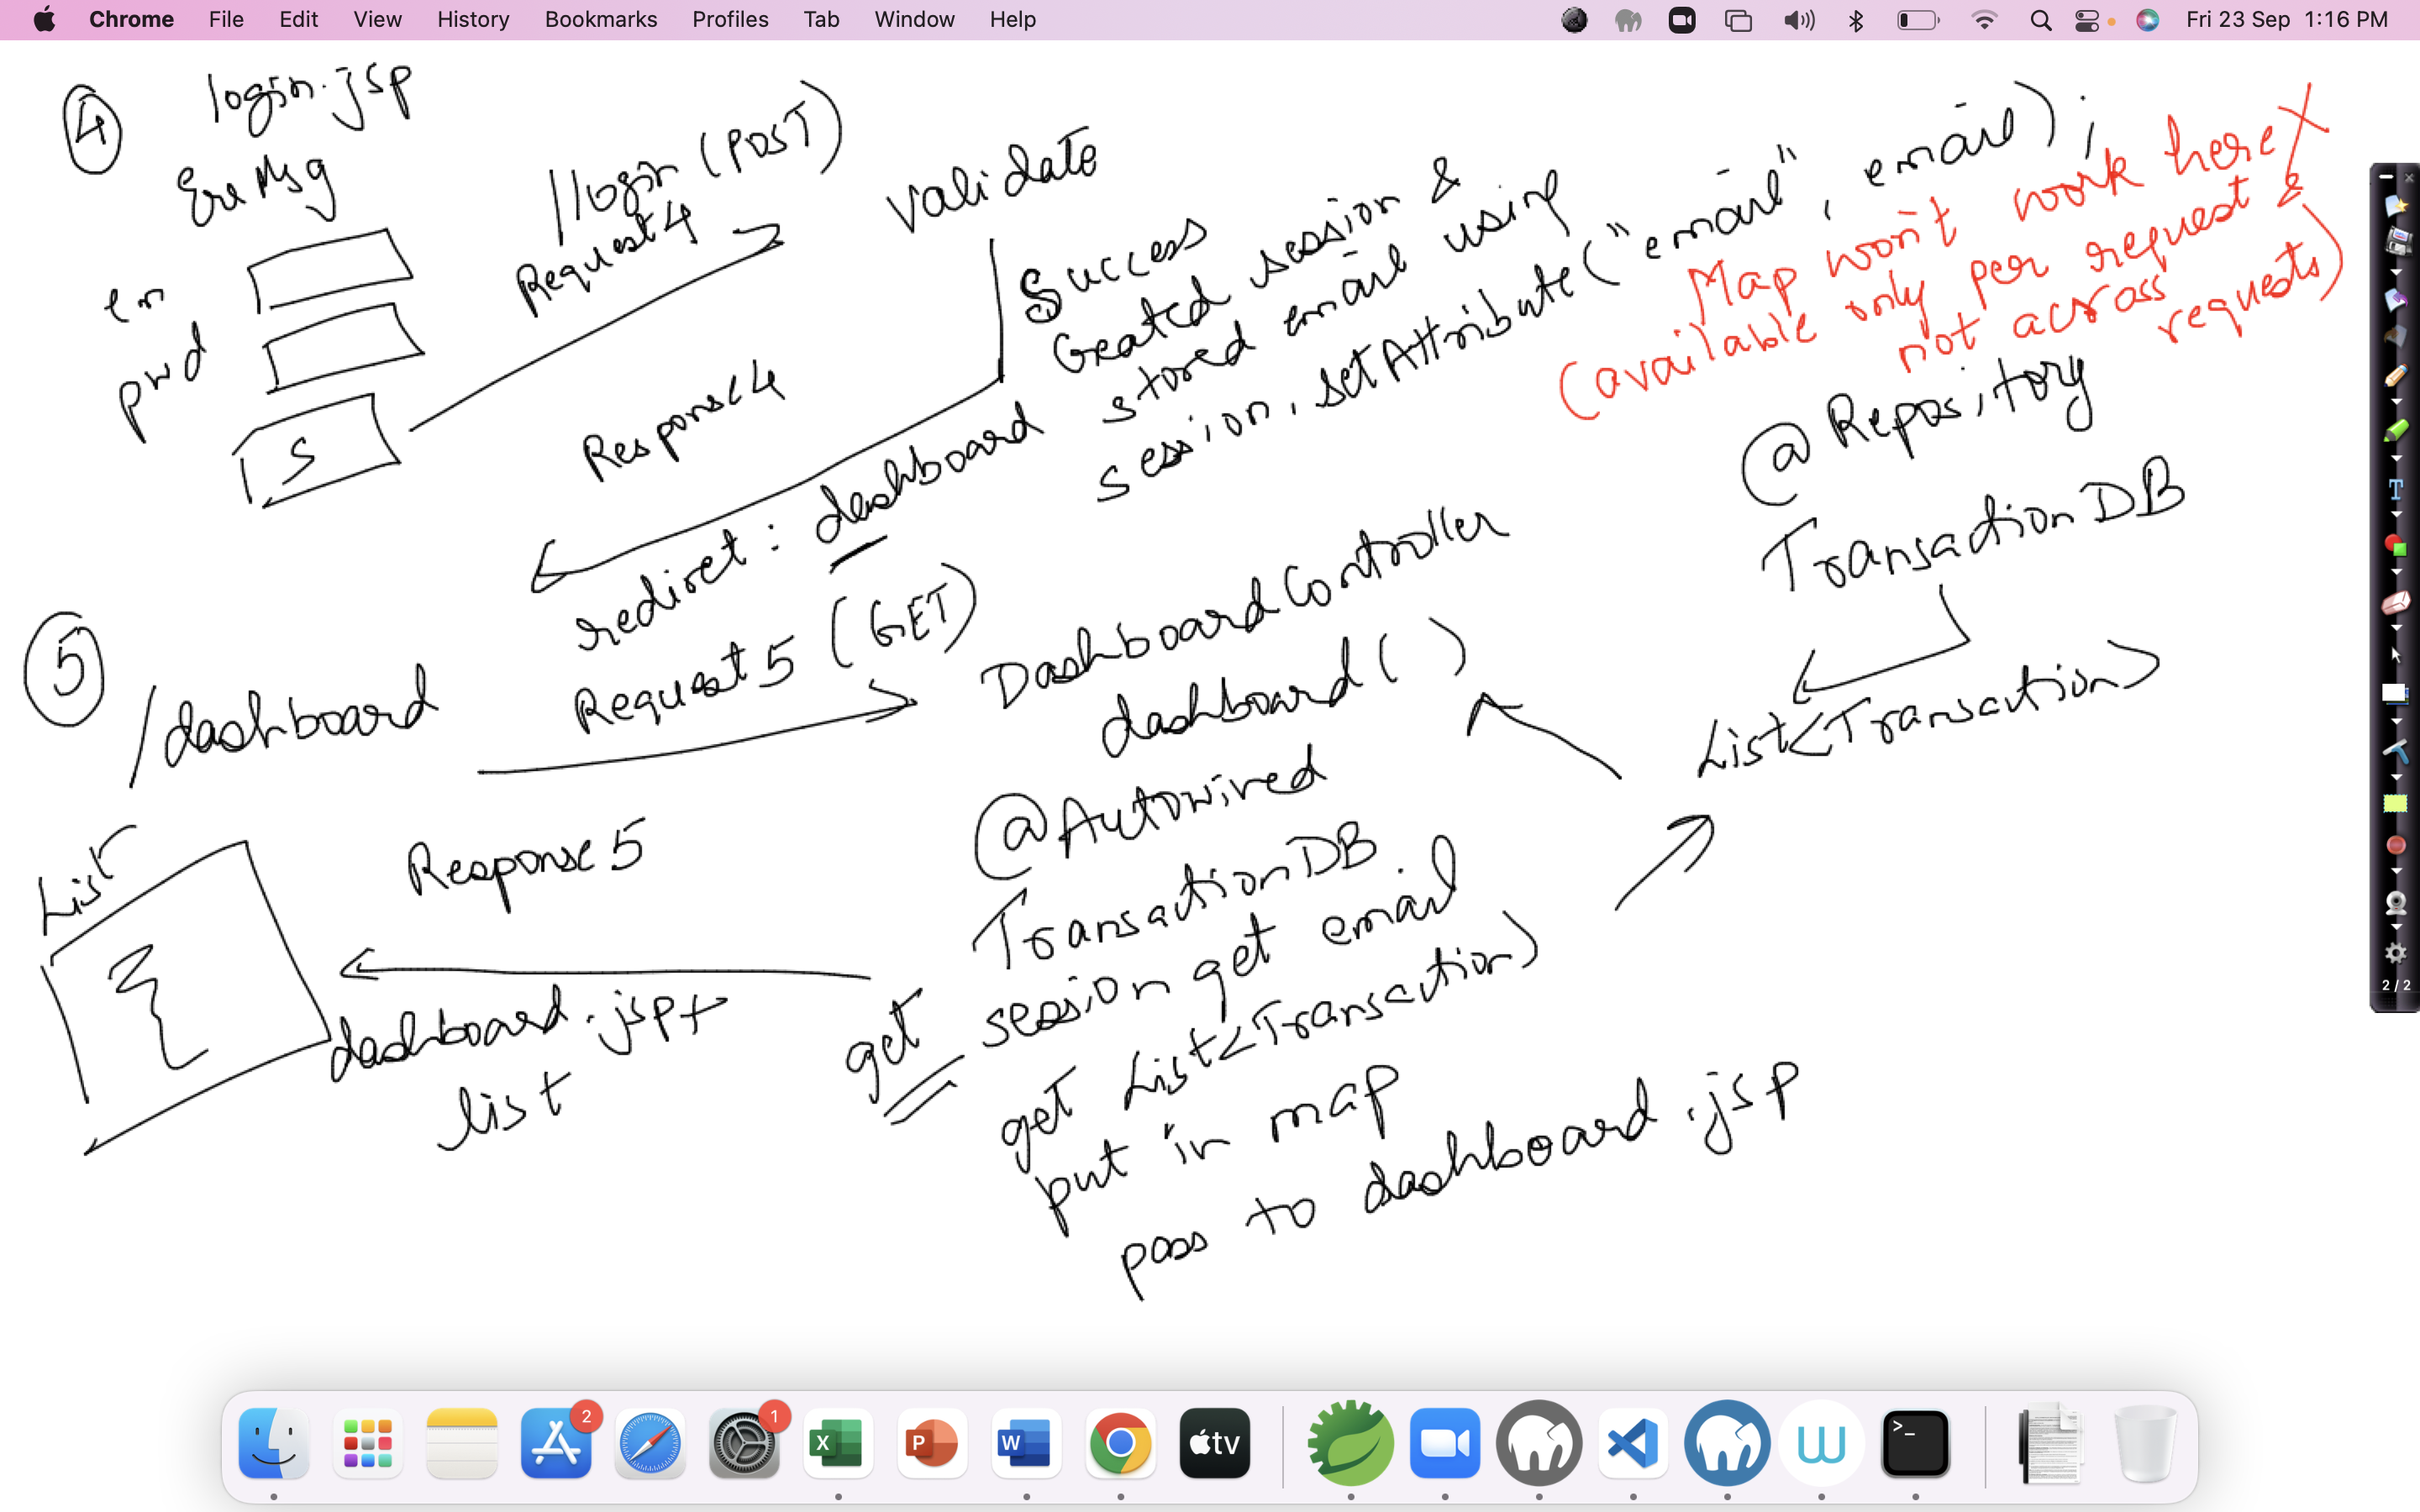 Chrome File Edit View History Bookmarks Profiles Tab Window Help
Fri 23 Sep 1:16 PM
4
login.jsp
ErrMsg
em
pwd
S
//login (POST)
Request 4
validate
Success
Created session &
stored email using
session.setAttribute("email", email);
Map won't work here X
(available only per request &
not across requests)
Response 4
rediret: dashboard
@Repository
TransactionDB
List<Transaction>
5
/dashboard
Request 5 (GET)
DashboardController
dashboard()
@Autowired
TransactionDB
session get email
get List<Transaction>
put in map
pass to dashboard.jsp
get
Response 5
dashboard.jsp +
list
List
T
2/2
2
1
X
P
W
tv
W
>_